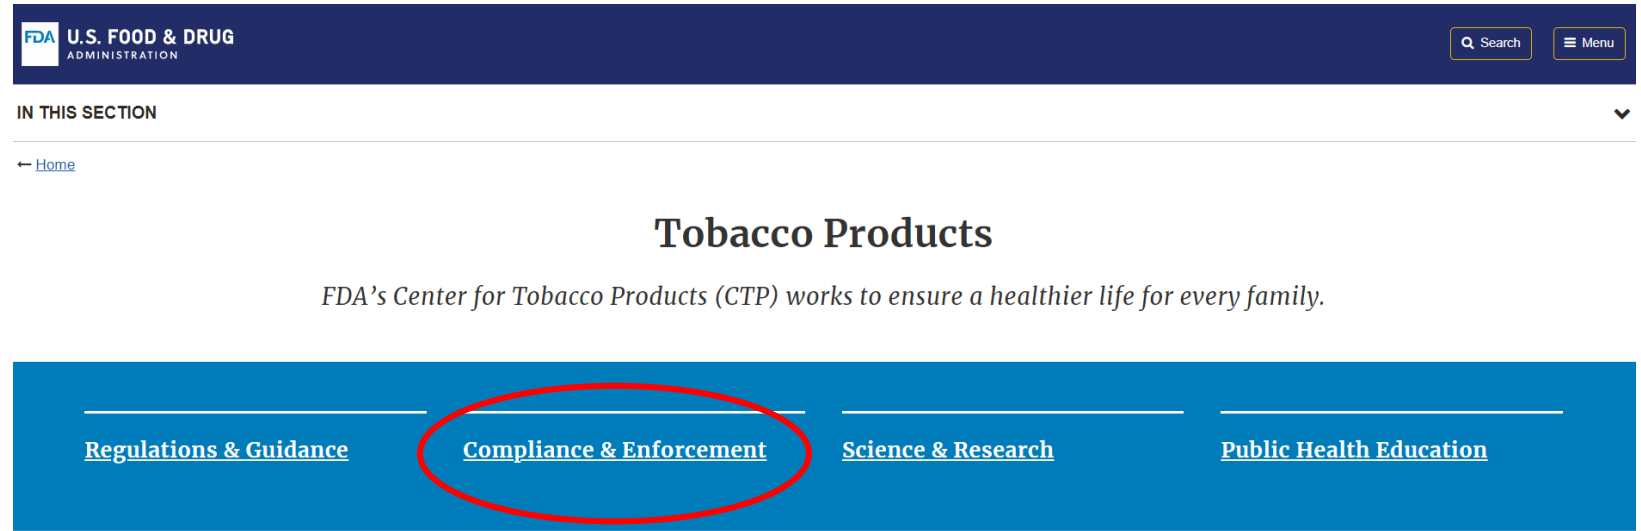 FDA U.S. FOOD & DRUG
ADMINISTRATION
Search
Menu
IN THIS SECTION
← Home
Tobacco Products
FDA’s Center for Tobacco Products (CTP) works to ensure a healthier life for every family.
Regulations & Guidance
Compliance & Enforcement
Science & Research
Public Health Education